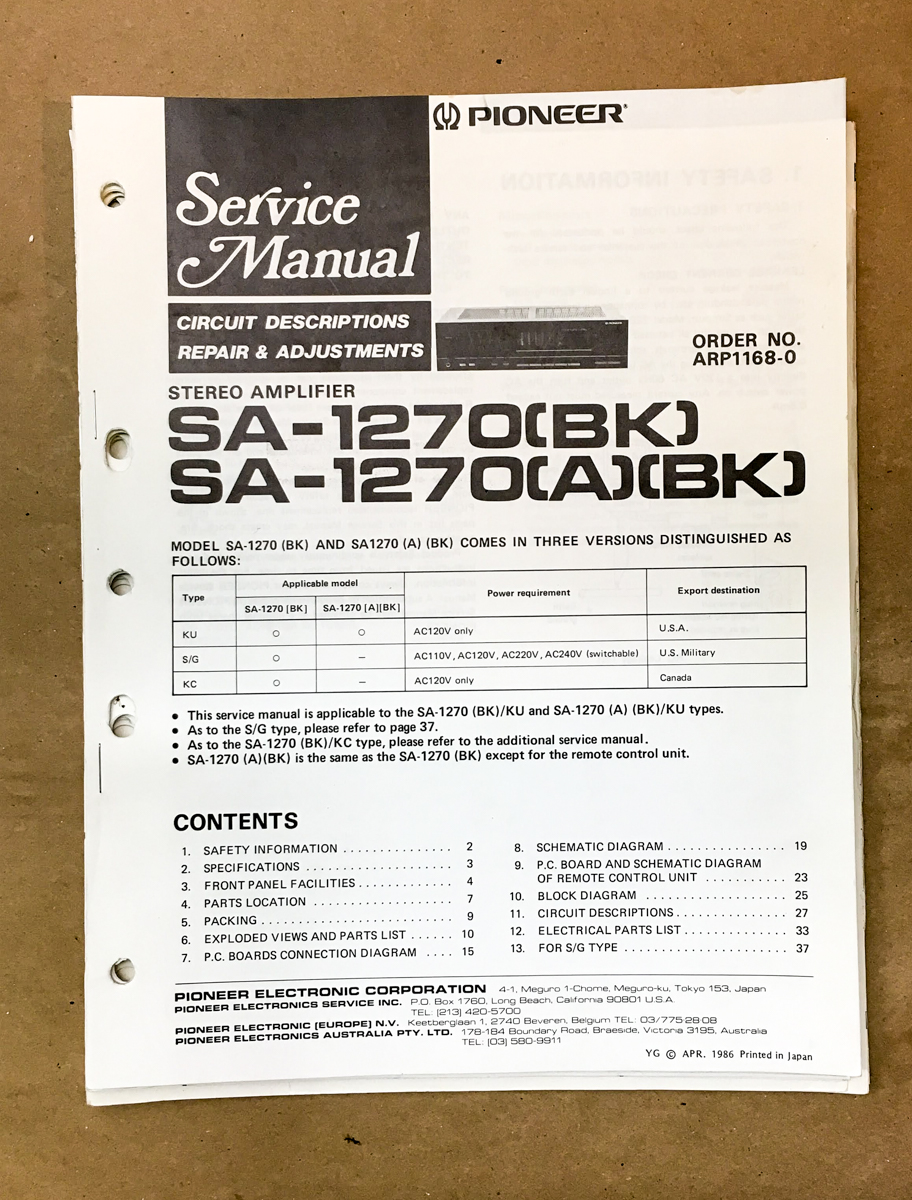 PIONEER®
Service
Manual
CIRCUIT DESCRIPTIONS
REPAIR & ADJUSTMENTS
ORDER NO.
ARP1168-0
STEREO AMPLIFIER
SA-1270(BK)
SA-1270(A)(BK)
MODEL SA-1270 (BK) AND SA1270 (A) (BK) COMES IN THREE VERSIONS DISTINGUISHED AS
FOLLOWS:
Type Applicable model Power requirement Export destination
SA-1270 [BK] SA-1270 [A][BK]
KU ○ ○ AC120V only U.S.A.
S/G ○ – AC110V, AC120V, AC220V, AC240V (switchable) U.S. Military
KC ○ – AC120V only Canada
● This service manual is applicable to the SA-1270 (BK)/KU and SA-1270 (A) (BK)/KU types.
● As to the S/G type, please refer to page 37.
● As to the SA-1270 (BK)/KC type, please refer to the additional service manual.
● SA-1270 (A)(BK) is the same as the SA-1270 (BK) except for the remote control unit.
CONTENTS
1. SAFETY INFORMATION . . . . . . . . . . . . . . . 2
2. SPECIFICATIONS . . . . . . . . . . . . . . . . . . . . 3
3. FRONT PANEL FACILITIES . . . . . . . . . . . . . 4
4. PARTS LOCATION . . . . . . . . . . . . . . . . . . . 7
5. PACKING . . . . . . . . . . . . . . . . . . . . . . . . . . 9
6. EXPLODED VIEWS AND PARTS LIST . . . . . . 10
7. P.C. BOARDS CONNECTION DIAGRAM . . . . 15
8. SCHEMATIC DIAGRAM . . . . . . . . . . . . . . . . 19
9. P.C. BOARD AND SCHEMATIC DIAGRAM
OF REMOTE CONTROL UNIT . . . . . . . . . . . 23
10. BLOCK DIAGRAM . . . . . . . . . . . . . . . . . . . 25
11. CIRCUIT DESCRIPTIONS . . . . . . . . . . . . . . . 27
12. ELECTRICAL PARTS LIST . . . . . . . . . . . . . . 33
13. FOR S/G TYPE . . . . . . . . . . . . . . . . . . . . . . 37
PIONEER ELECTRONIC CORPORATION 4-1, Meguro 1-Chome, Meguro-ku, Tokyo 153, Japan
PIONEER ELECTRONICS SERVICE INC. P.O. Box 1760, Long Beach, California 90801 U.S.A.
TEL: [213] 420-5700
PIONEER ELECTRONIC [EUROPE] N.V. Keetberglaan 1, 2740 Beveren, Belgium TEL: 03/775·28·08
PIONEER ELECTRONICS AUSTRALIA PTY. LTD. 178-184 Boundary Road, Braeside, Victoria 3195, Australia
TEL: [03] 580-9911
YG © APR. 1986 Printed in Japan